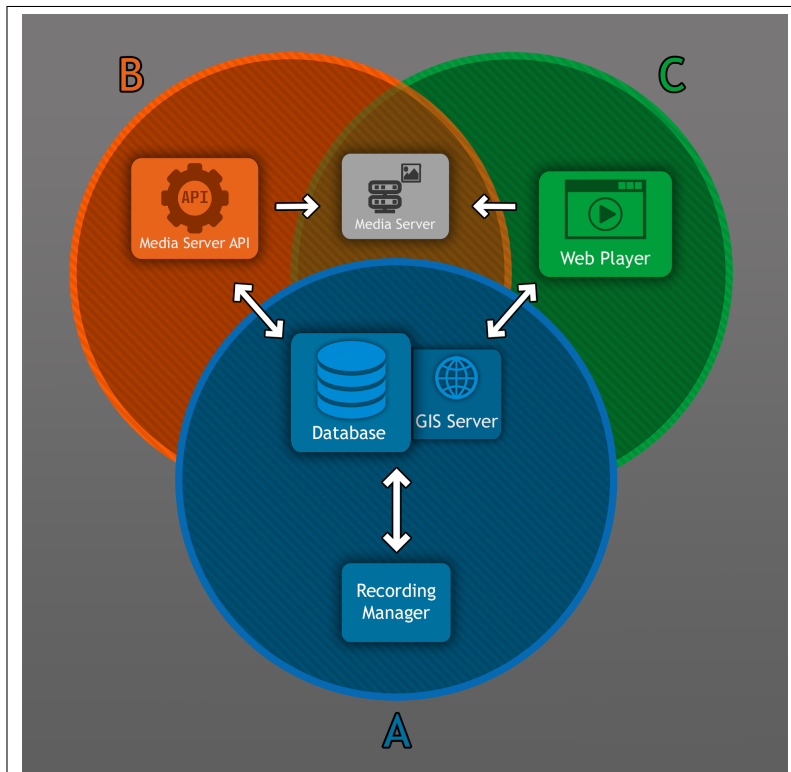 B
C
API
Media Server API
Media Server
Web Player
Database
GIS Server
Recording
Manager
A